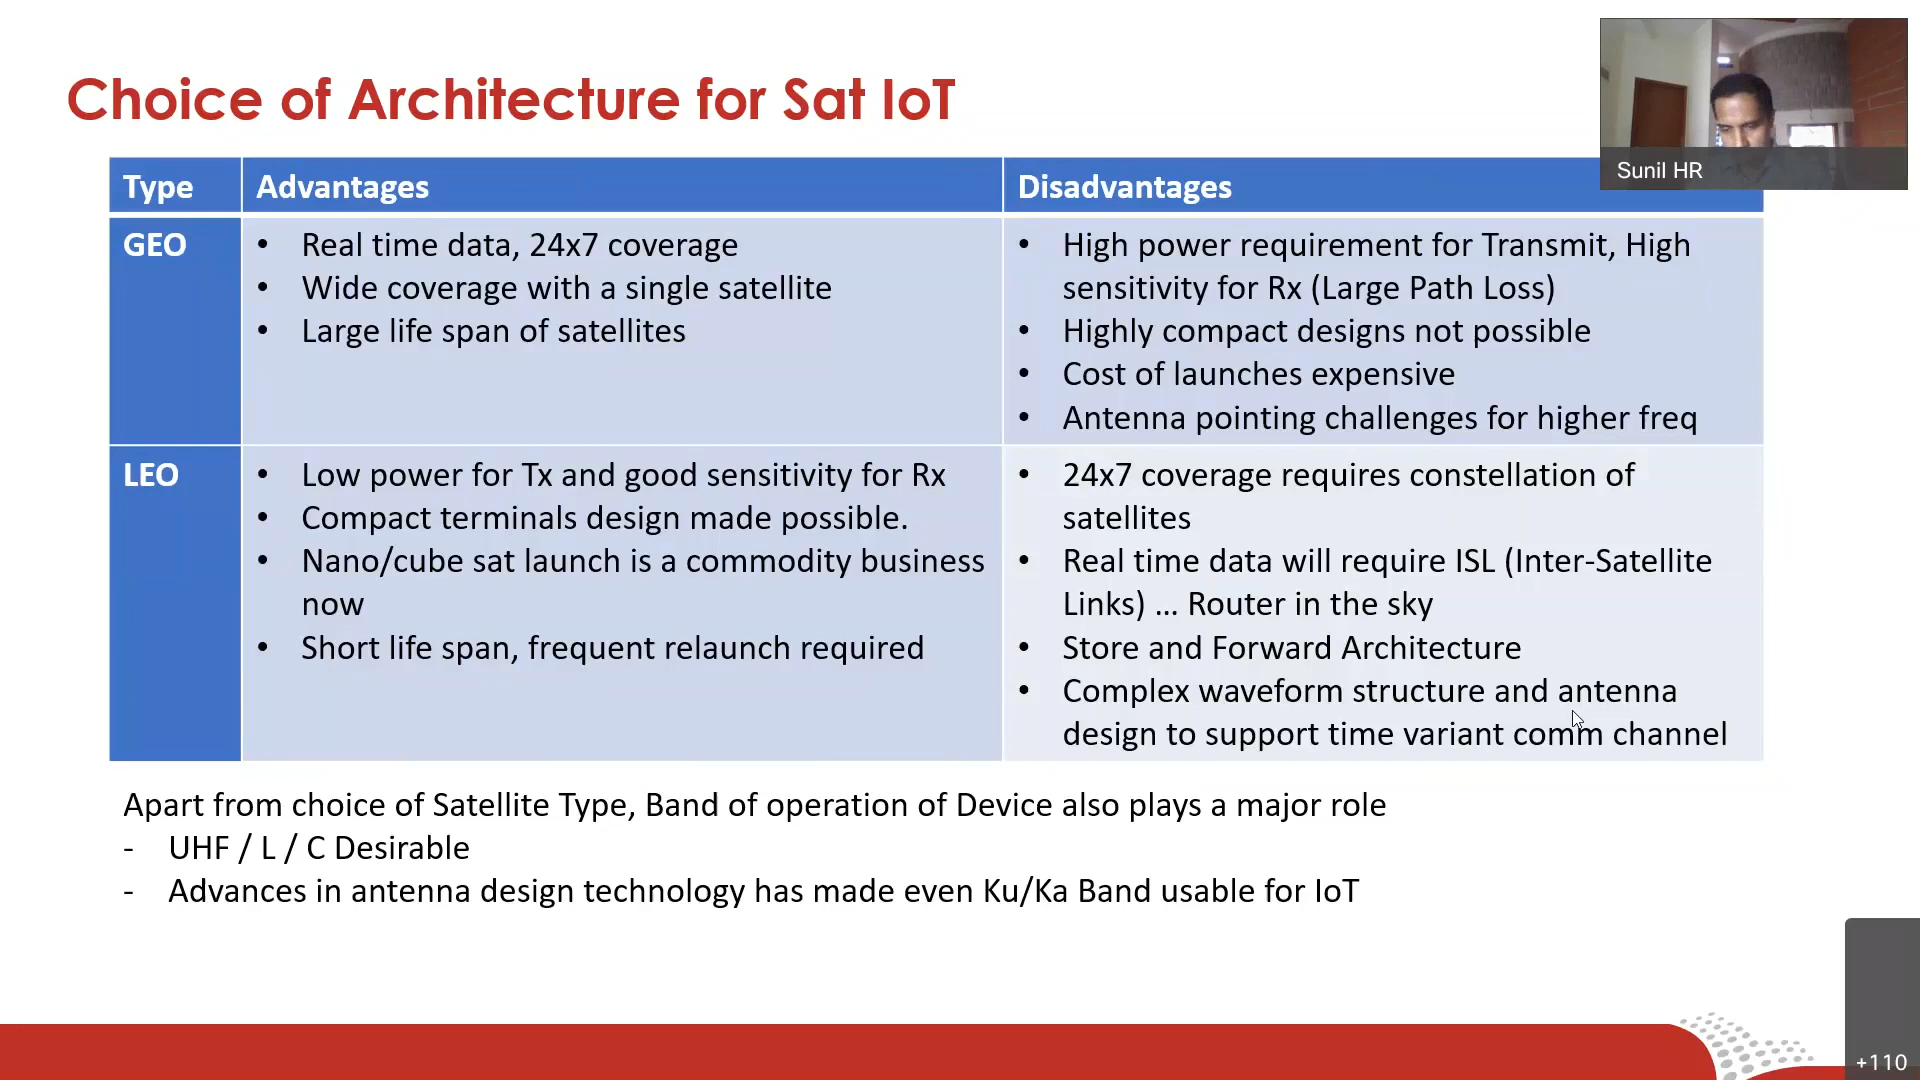 Choice of Architecture for Sat IoT
Sunil HR
Type
Advantages
Disadvantages
GEO
• Real time data, 24x7 coverage
• Wide coverage with a single satellite
• Large life span of satellites
• High power requirement for Transmit, High
sensitivity for Rx (Large Path Loss)
• Highly compact designs not possible
• Cost of launches expensive
• Antenna pointing challenges for higher freq
LEO
• Low power for Tx and good sensitivity for Rx
• Compact terminals design made possible.
• Nano/cube sat launch is a commodity business
now
• Short life span, frequent relaunch required
• 24x7 coverage requires constellation of
satellites
• Real time data will require ISL (Inter-Satellite
Links) ... Router in the sky
• Store and Forward Architecture
• Complex waveform structure and antenna
design to support time variant comm channel
Apart from choice of Satellite Type, Band of operation of Device also plays a major role
- UHF / L / C Desirable
- Advances in antenna design technology has made even Ku/Ka Band usable for IoT
+110